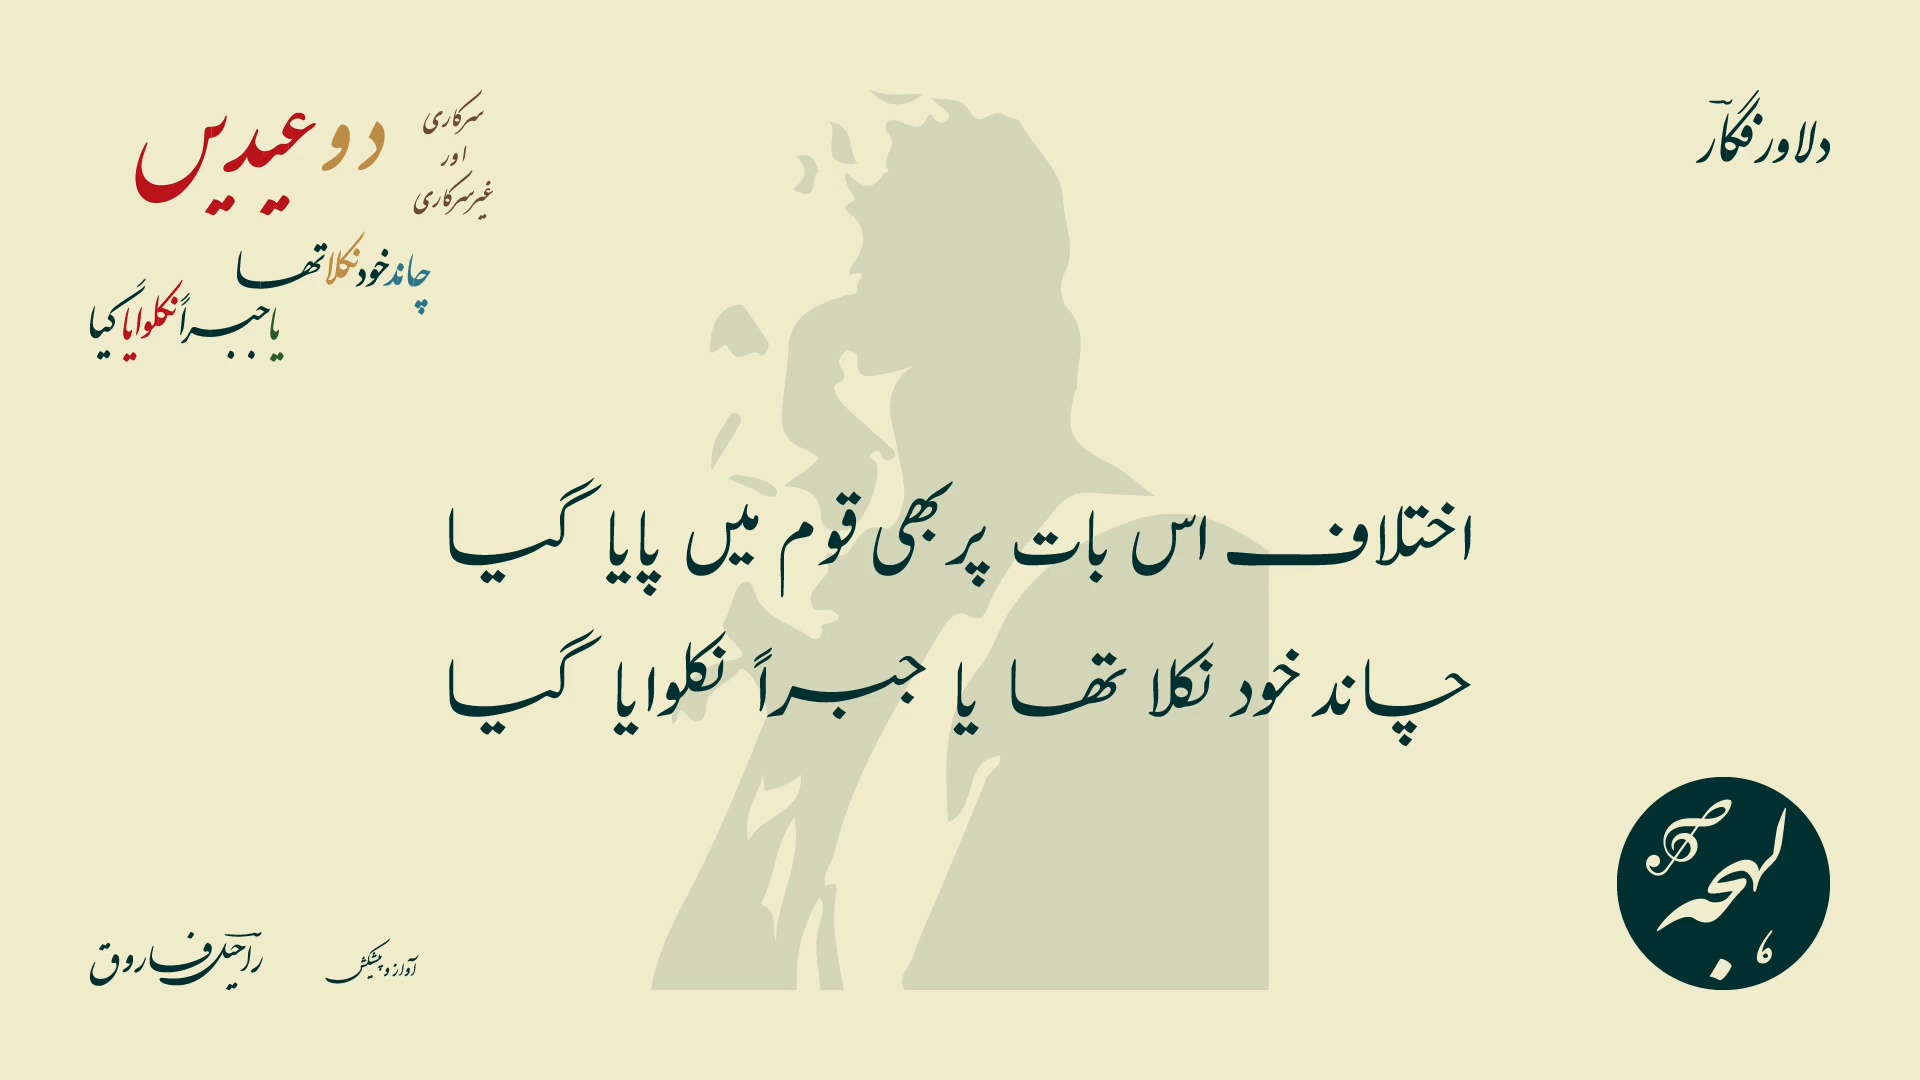 دلاور فگار
سرکاری
اور
غیر سرکاری
دو عیدیں
چاند خود نکلا تھا
یا جبراً نکلوایا گیا
اختلاف اس بات پر بھی قوم میں پایا گیا
چاند خود نکلا تھا یا جبراً نکلوایا گیا
لہجہ
آواز و پیشکش
راحیل فاروق